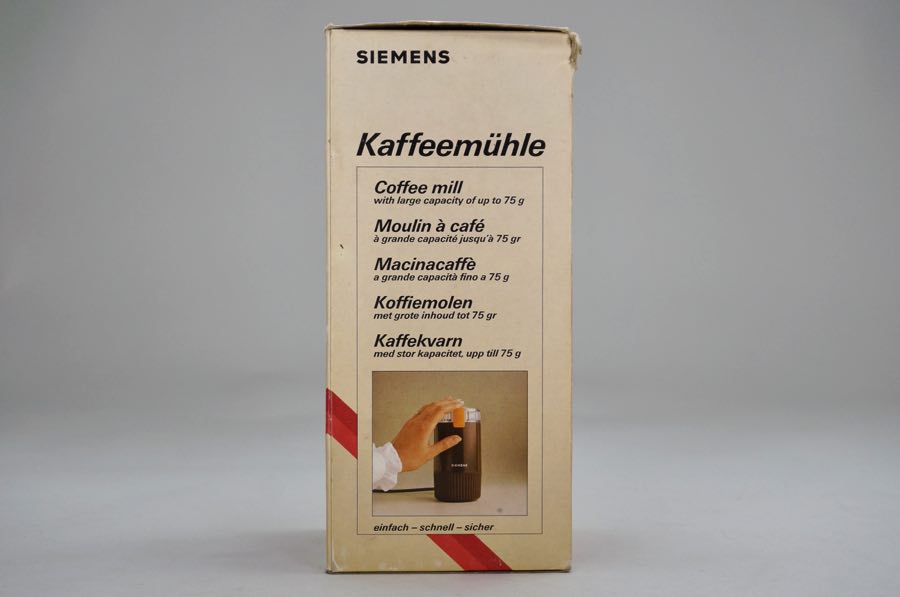 SIEMENS
Kaffeemühle
Coffee mill
with large capacity of up to 75 g
Moulin à café
à grande capacité jusqu'à 75 gr
Macinacaffè
a grande capacità fino a 75 g
Koffiemolen
met grote inhoud tot 75 gr
Kaffekvarn
med stor kapacitet, upp till 75 g
SIEMENS
einfach – schnell – sicher